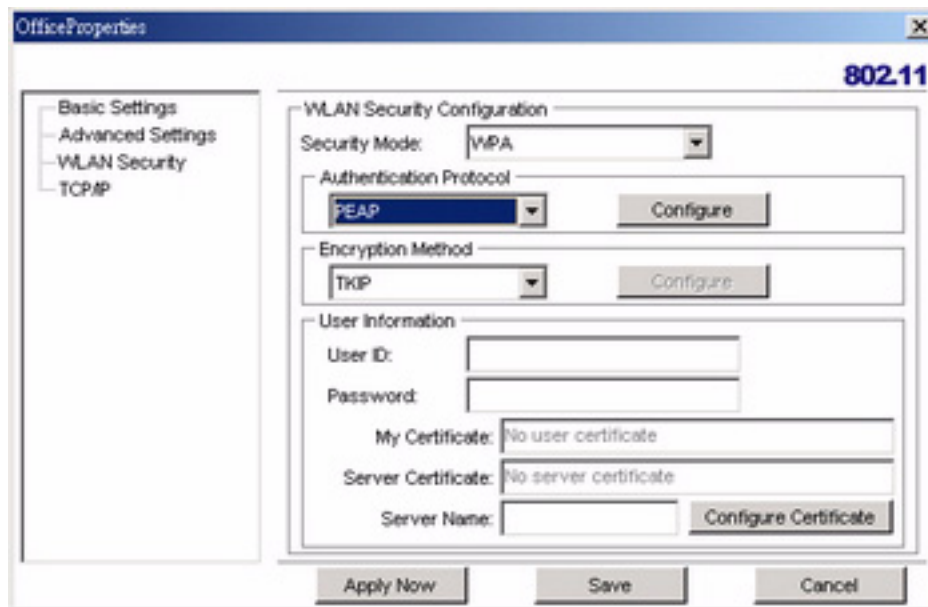 OfficeProperties
802.11
Basic Settings
Advanced Settings
WLAN Security
TCP/IP
WLAN Security Configuration
Security Mode: WPA
Authentication Protocol
PEAP Configure
Encryption Method
TKIP Configure
User Information
User ID:
Password:
My Certificate: No user certificate
Server Certificate: No server certificate
Server Name: Configure Certificate
Apply Now Save Cancel